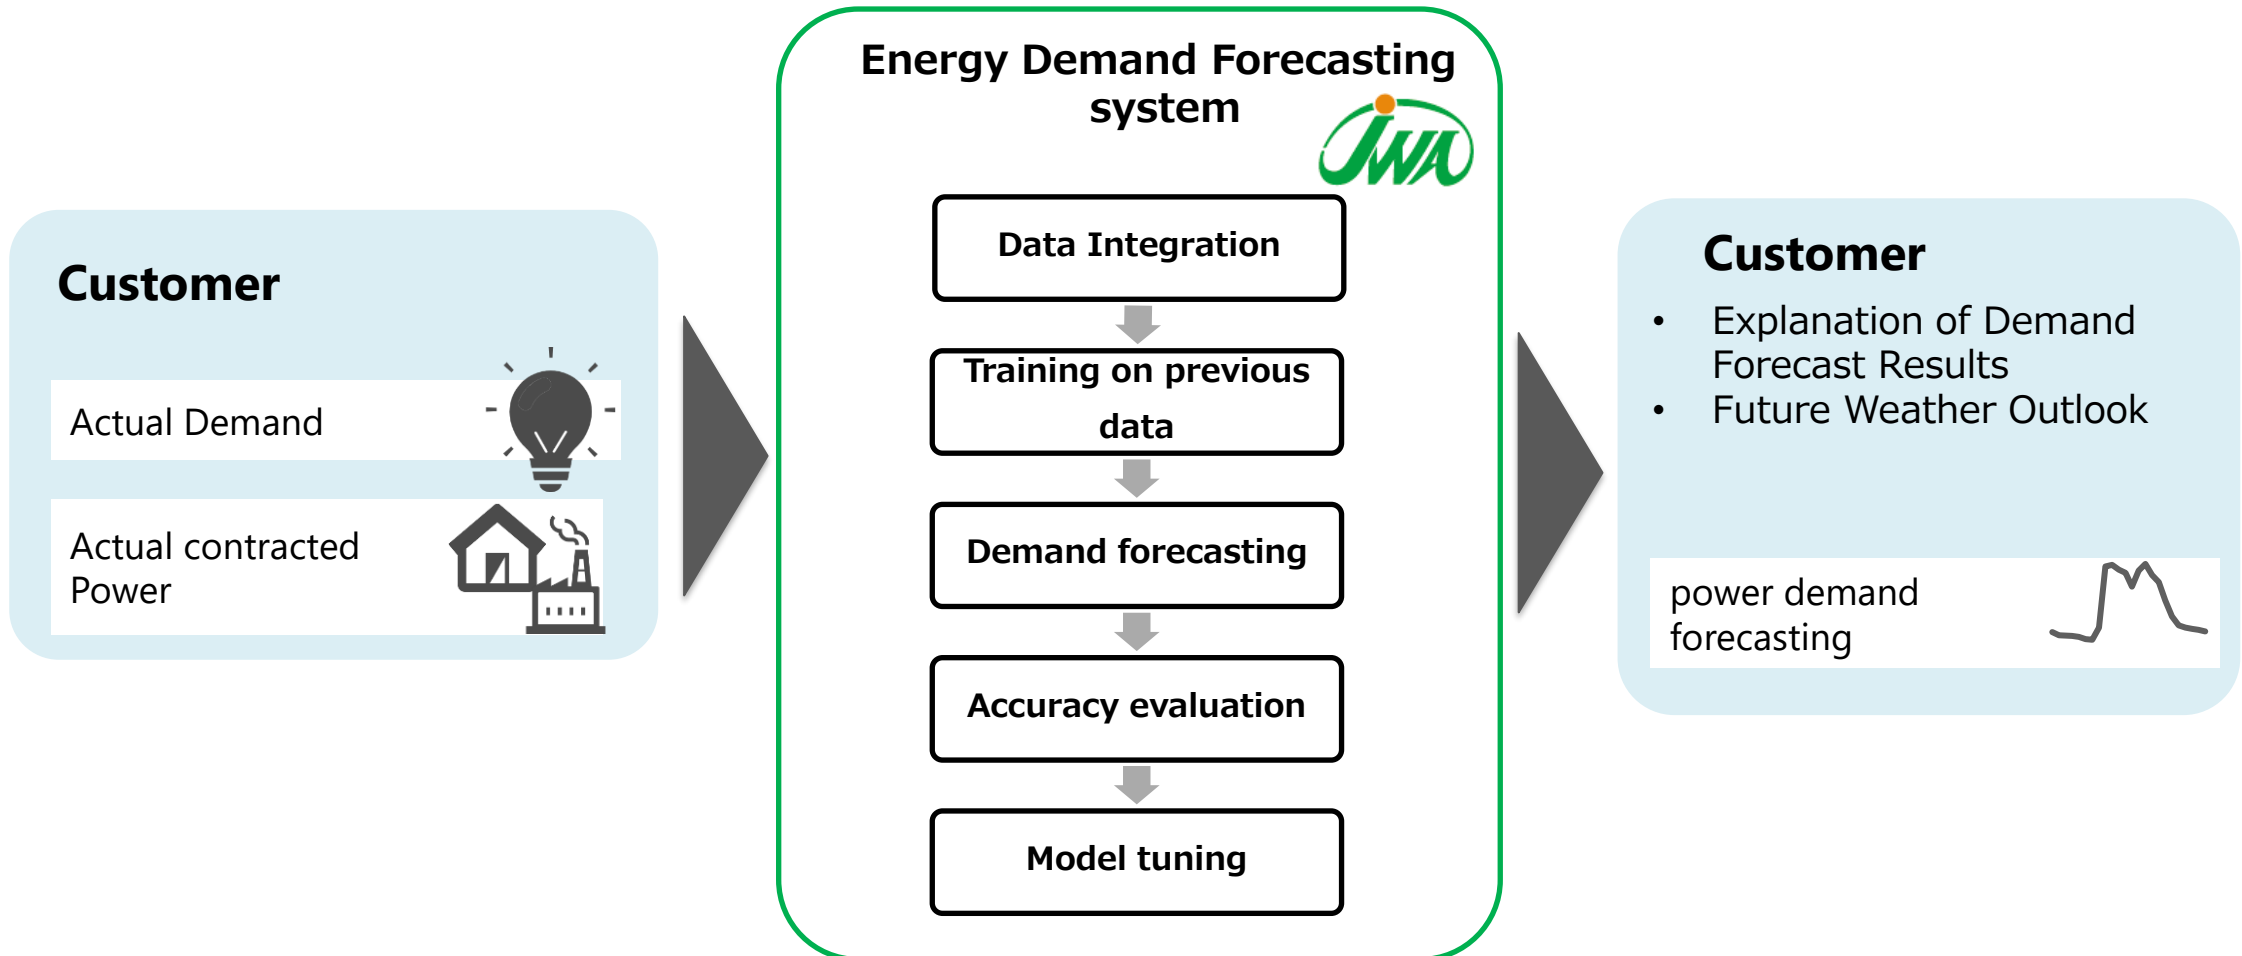 Energy Demand Forecasting
system
JWA
Customer
Actual Demand
Actual contracted
Power
Data Integration
Training on previous
data
Demand forecasting
Accuracy evaluation
Model tuning
Customer
• Explanation of Demand
Forecast Results
• Future Weather Outlook
power demand
forecasting